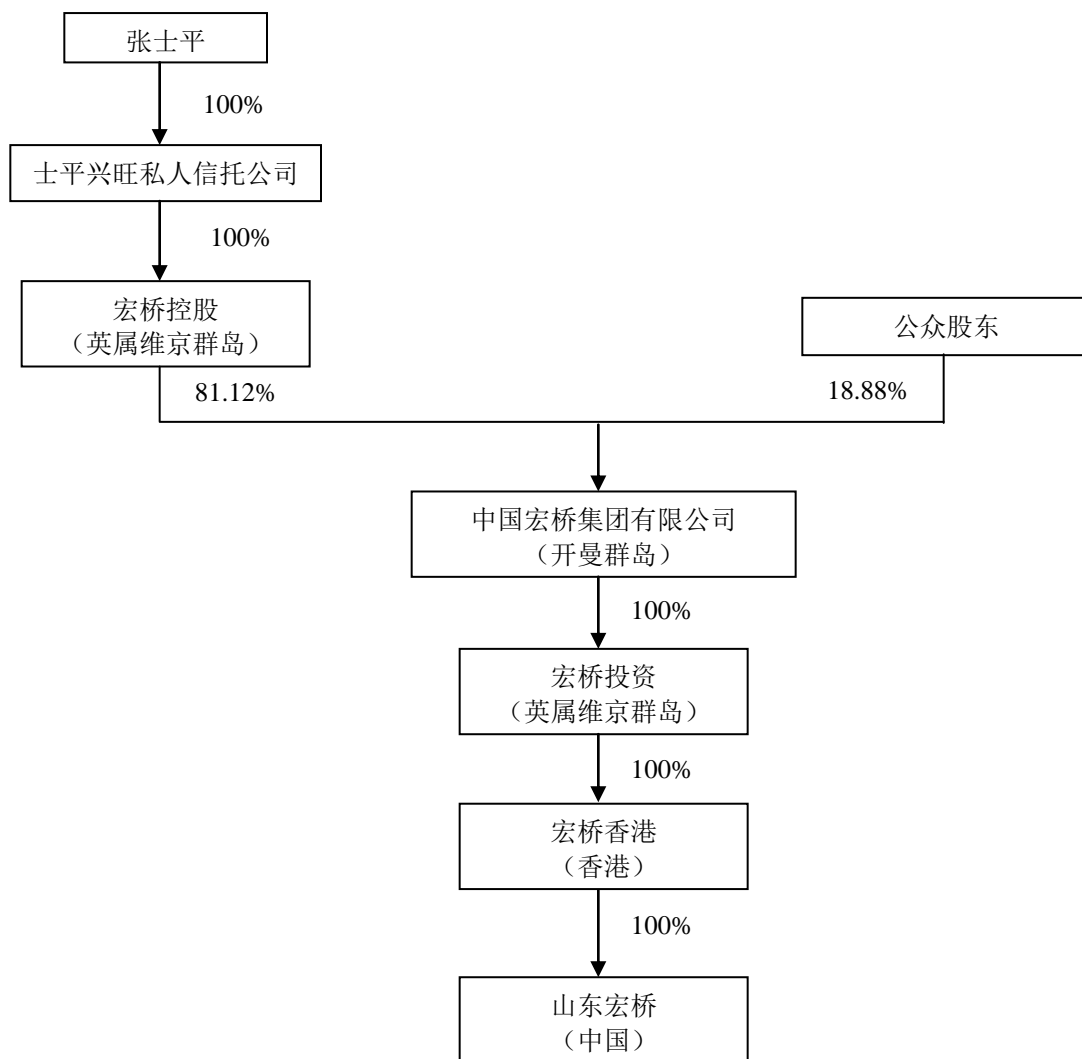 张士平
100%
士平兴旺私人信托公司
100%
宏桥控股
（英属维京群岛）
公众股东
81.12%
18.88%
中国宏桥集团有限公司
（开曼群岛）
100%
宏桥投资
（英属维京群岛）
100%
宏桥香港
（香港）
100%
山东宏桥
（中国）